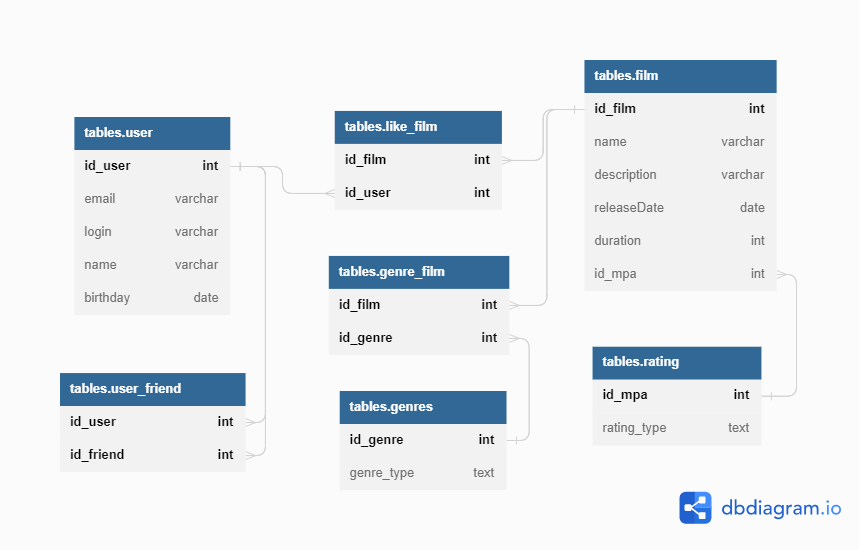 tables.user
id_user int
email varchar
login varchar
name varchar
birthday date
tables.user_friend
id_user int
id_friend int
tables.like_film
id_film int
id_user int
tables.genre_film
id_film int
id_genre int
tables.genres
id_genre int
genre_type text
tables.film
id_film int
name varchar
description varchar
releaseDate date
duration int
id_mpa int
tables.rating
id_mpa int
rating_type text
dbdiagram.io